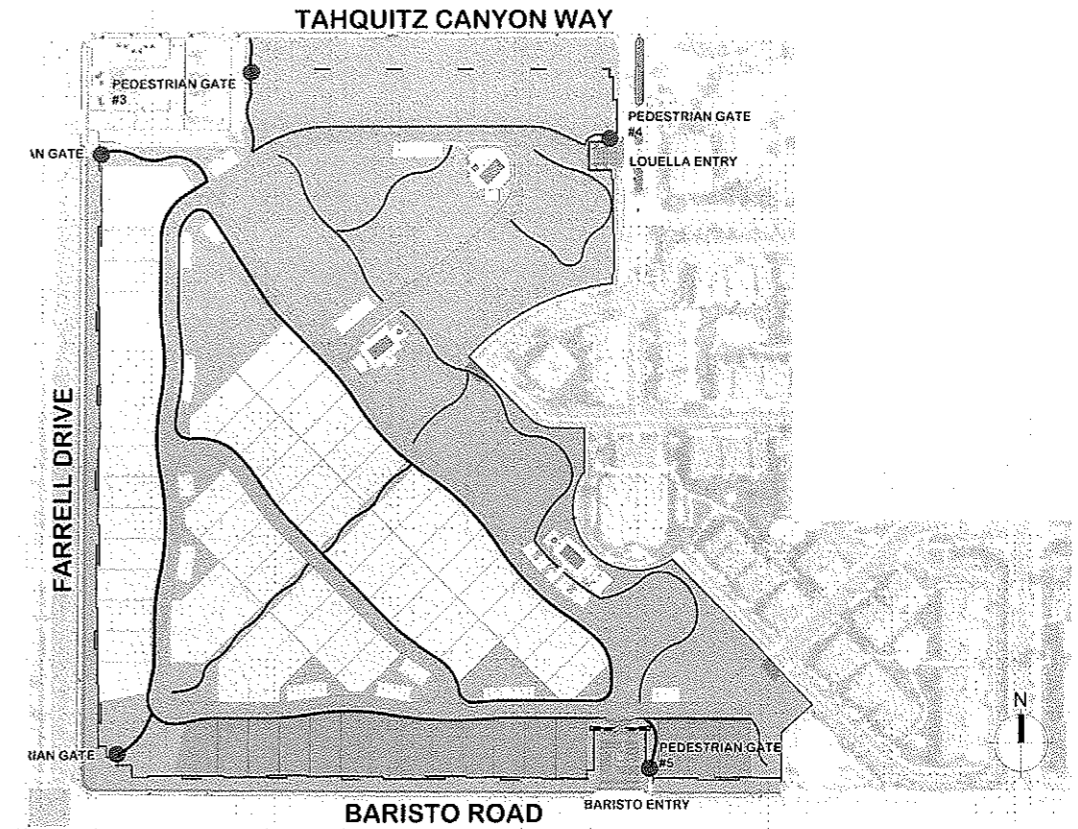 TAHQUITZ CANYON WAY
PEDESTRIAN GATE
#3
PEDESTRIAN GATE
#4
AN GATE
LOUELLA ENTRY
FARRELL DRIVE
N
RIAN GATE
PEDESTRIAN GATE
#5
BARISTO ENTRY
BARISTO ROAD